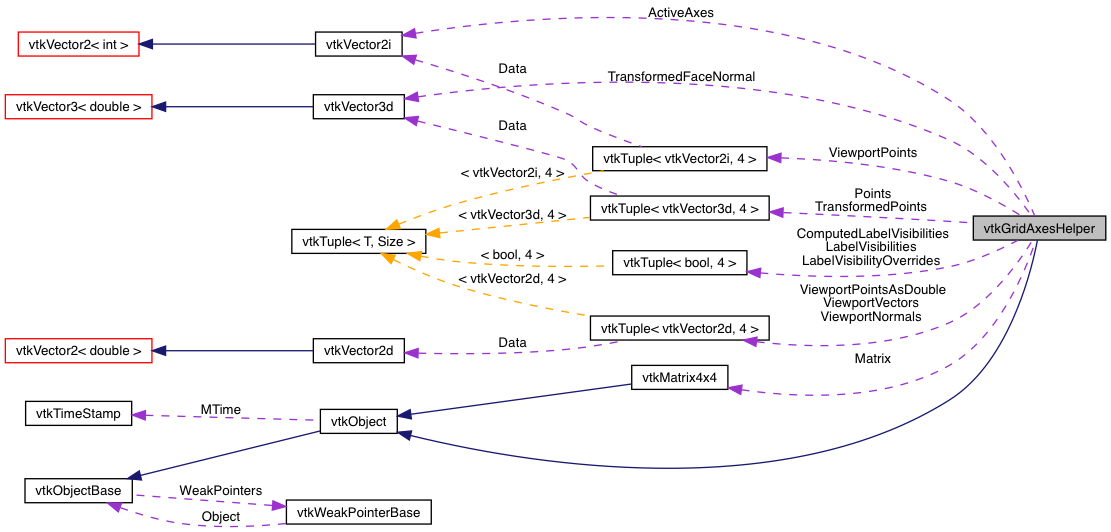 ActiveAxes
vtkVector2< int >
vtkVector2i
Data
TransformedFaceNormal
vtkVector3< double >
vtkVector3d
Data
vtkTuple< vtkVector2i, 4 >
ViewportPoints
< vtkVector2i, 4 >
vtkTuple< vtkVector3d, 4 >
Points
TransformedPoints
< vtkVector3d, 4 >
vtkGridAxesHelper
vtkTuple< T, Size >
ComputedLabelVisibilities
LabelVisibilities
LabelVisibilityOverrides
< bool, 4 >
vtkTuple< bool, 4 >
< vtkVector2d, 4 >
ViewportPointsAsDouble
ViewportVectors
ViewportNormals
vtkTuple< vtkVector2d, 4 >
vtkVector2< double >
vtkVector2d
Data
Matrix
vtkMatrix4x4
vtkTimeStamp
MTime
vtkObject
vtkObjectBase
WeakPointers
Object
vtkWeakPointerBase